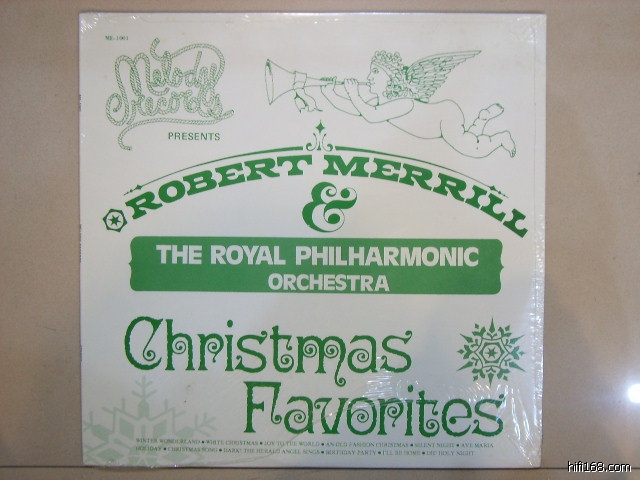 Melody
Records
PRESENTS
ROBERT MERRILL
&
THE ROYAL PHILHARMONIC
ORCHESTRA
Christmas
Favorites
WINTER WONDERLAND • WHITE CHRISTMAS • JOY TO THE WORLD • AN OLD FASHION CHRISTMAS • SILENT NIGHT • AVE MARIA
HOLIDAY • CHRISTMAS SONG • HARK! THE HERALD ANGEL SINGS • BIRTHDAY PARTY • I'LL BE HOME • OH! HOLY NIGHT
hifi168.com